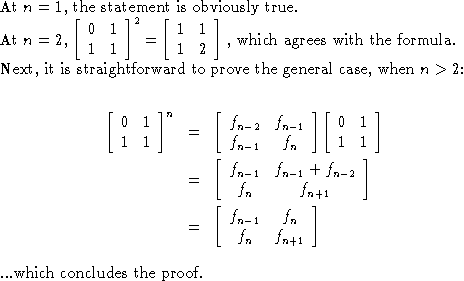 At n = 1, the statement is obviously true.
At n = 2, [ 0 1 ; 1 1 ]^2 = [ 1 1 ; 1 2 ] , which agrees with the formula.
Next, it is straightforward to prove the general case, when n > 2:
[ 0 1 ; 1 1 ]^n = [ f_{n-2} f_{n-1} ; f_{n-1} f_n ] [ 0 1 ; 1 1 ]
= [ f_{n-1} f_{n-1} + f_{n-2} ; f_n f_{n+1} ]
= [ f_{n-1} f_n ; f_n f_{n+1} ]
...which concludes the proof.